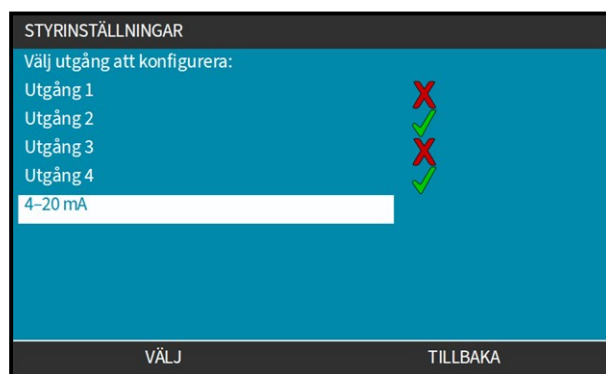 STYRINSTÄLLNINGAR
Välj utgång att konfigurera:
Utgång 1
Utgång 2
Utgång 3
Utgång 4
4–20 mA
VÄLJ TILLBAKA